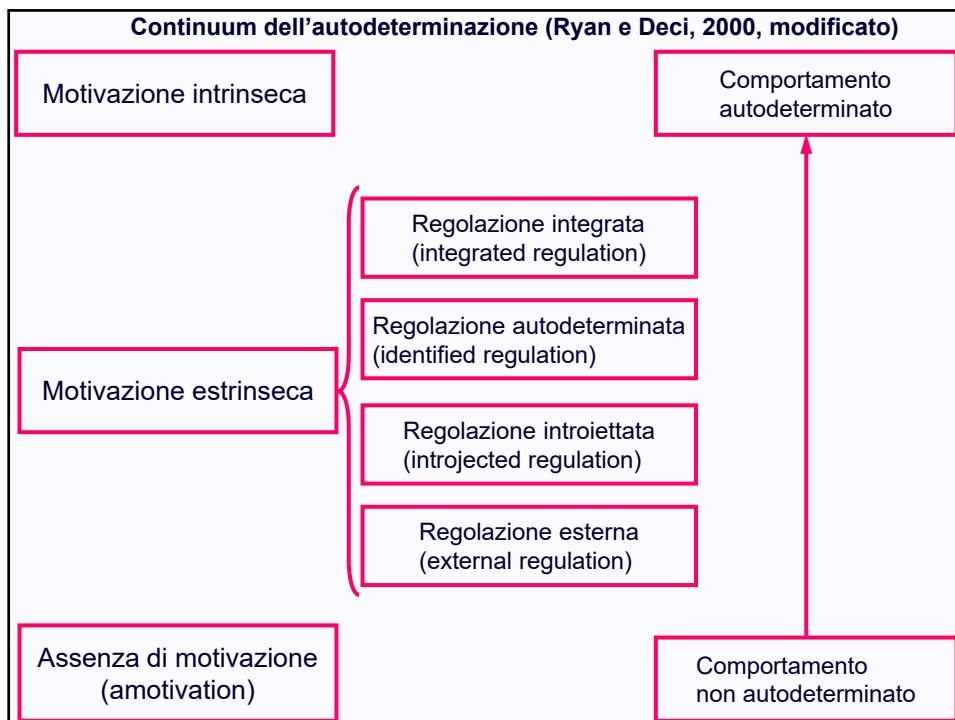 Continuum dell'autodeterminazione (Ryan e Deci, 2000, modificato)
Motivazione intrinseca
Comportamento
autodeterminato
Regolazione integrata
(integrated regulation)
Regolazione autodeterminata
(identified regulation)
Motivazione estrinseca
Regolazione introiettata
(introjected regulation)
Regolazione esterna
(external regulation)
Assenza di motivazione
(amotivation)
Comportamento
non autodeterminato